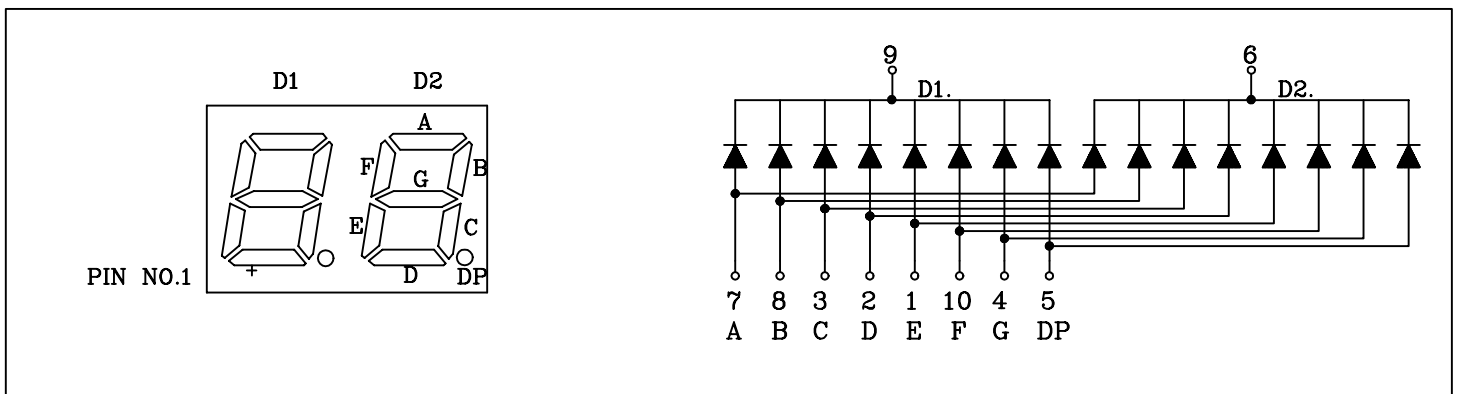 D1 D2
A
F B
G
E C
D DP
+
PIN NO.1
9 6
D1. D2.
7 8 3 2 1 10 4 5
A B C D E F G DP